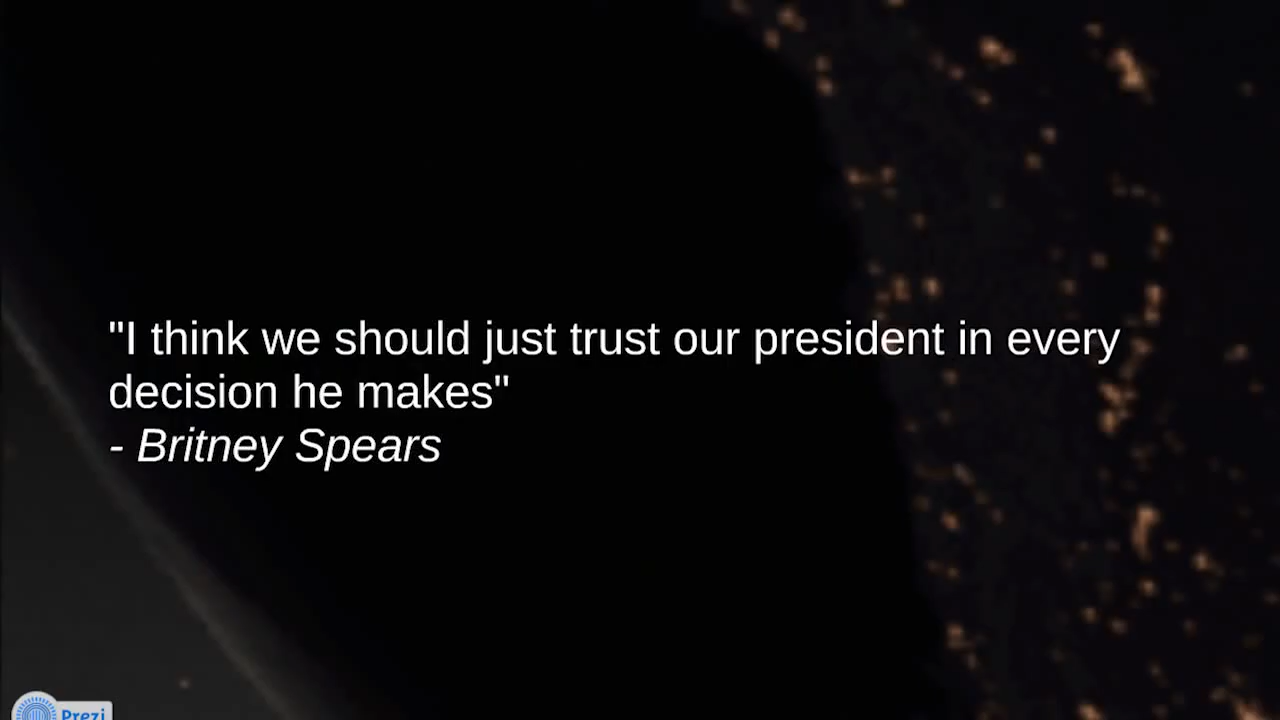 "I think we should just trust our president in every
decision he makes"
- Britney Spears
Prezi